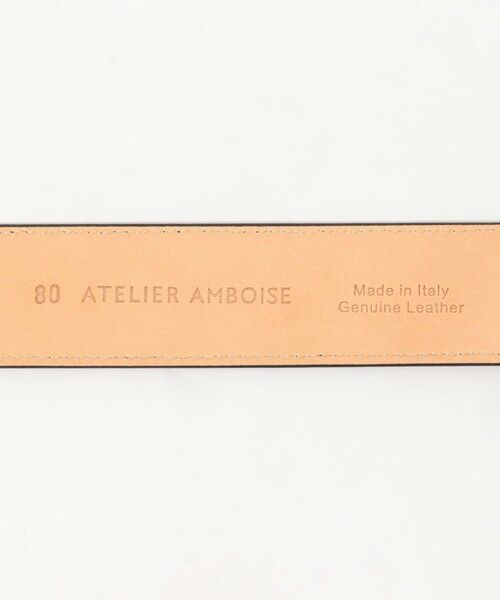 80 ATELIER AMBOISE
Made in Italy
Genuine Leather